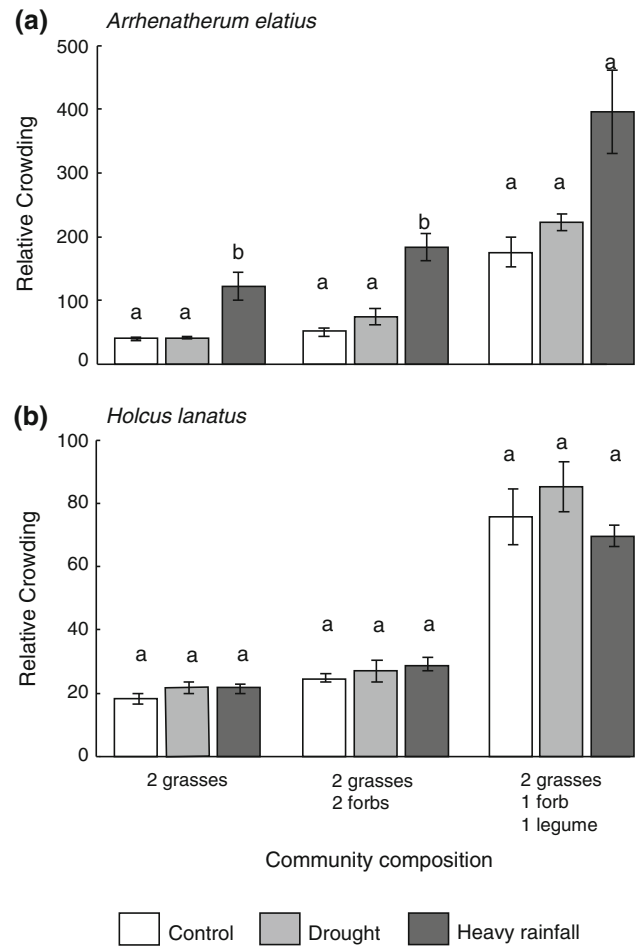 (a) Arrhenatherum elatius
500
400
300
200
100
0
Relative Crowding
a a b
a a b
a a a
(b) Holcus lanatus
100
80
60
40
20
0
Relative Crowding
a a a
a a a
a a a
2 grasses
2 grasses
2 forbs
2 grasses
1 forb
1 legume
Community composition
Control Drought Heavy rainfall